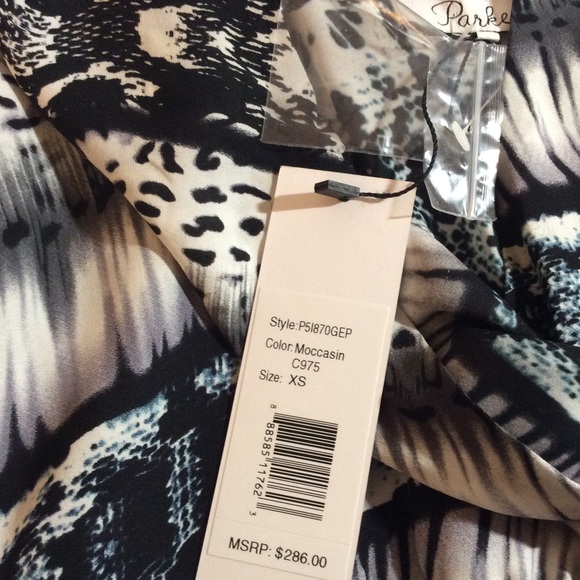 Parke
Style:P5I870GEP
Color:Moccasin
C975
Size: XS
8 88585 11762 3
MSRP: $286.00